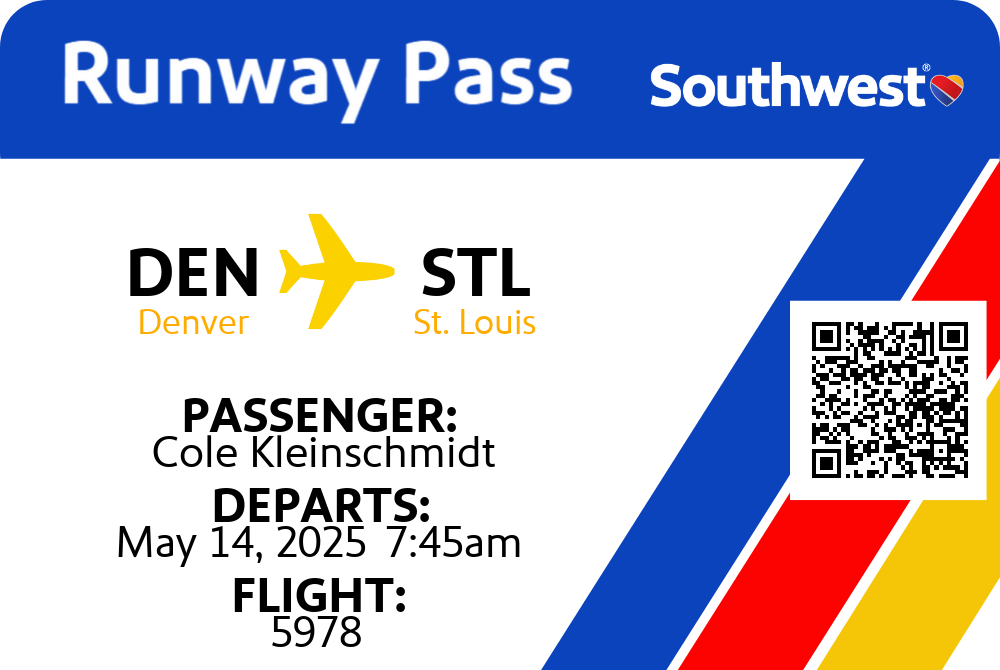 Runway Pass
Southwest®
DEN STL
Denver St. Louis
PASSENGER:
Cole Kleinschmidt
DEPARTS:
May 14, 2025 7:45am
FLIGHT:
5978